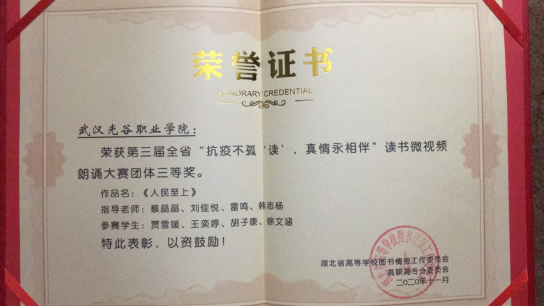 荣誉证书
HONORARY CREDENTIAL
武汉光谷职业学院：
荣获第三届全省“抗疫不孤‘读’，真情永相伴”读书微视频
朗诵大赛团体三等奖。
作品名：《人民至上》
指导老师：蔡晶晶、刘佳悦、雷鸣、韩志杨
参赛学生：贾雪媛、王奕婷、胡子康、徐文涵
特此表彰，以资鼓励！
湖北省高等学校图书情报工作委员会
高职高专分委员会
二〇二〇年十一月